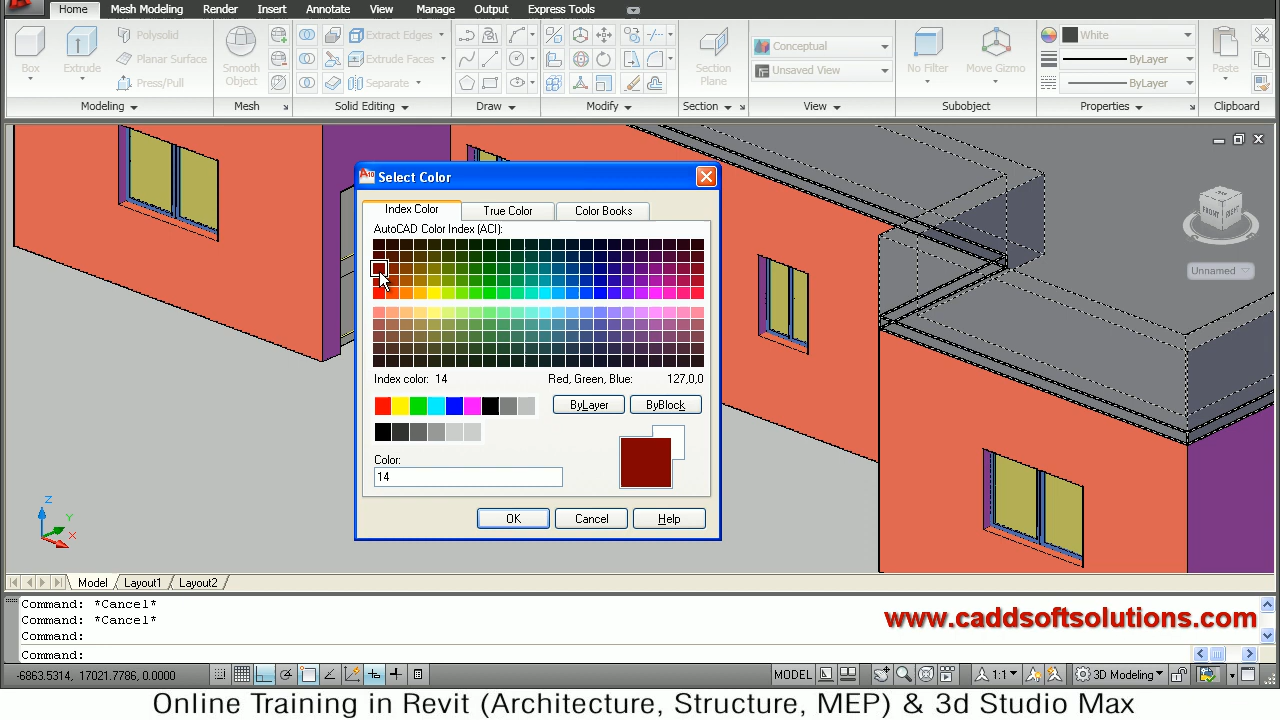 Home Mesh Modeling Render Insert Annotate View Manage Output Express Tools
Polysolid Extract Edges Conceptual White
Box Extrude Planar Surface Smooth Object Extrude Faces Section Plane Unsaved View No Filter Move Gizmo ByLayer Paste
Press/Pull Separate ByLayer
Modeling Mesh Solid Editing Draw Modify Section View Subobject Properties Clipboard
Select Color
Index Color True Color Color Books
AutoCAD Color Index (ACI):
FRONT RIGHT
Unnamed
Index color: 14 Red, Green, Blue: 127,0,0
ByLayer ByBlock
Color:
14
OK Cancel Help
Z
Y
X
Model Layout1 Layout2
Command: *Cancel*
Command: *Cancel*
Command:
Command:
www.caddsoftsolutions.com
-6863.5314, 17021.7786, 0.0000 MODEL 1:1 3D Modeling
Online Training in Revit (Architecture, Structure, MEP) & 3d Studio Max